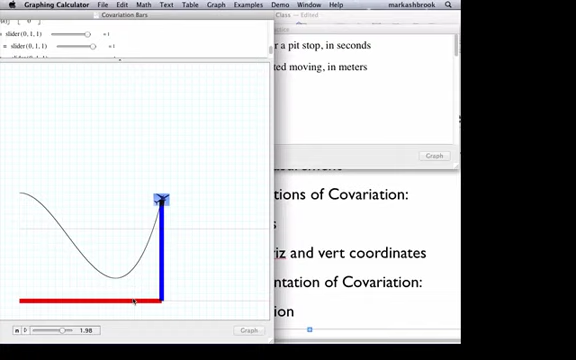 Graphing Calculator File Edit Math Text Table Graph Examples Demo Window Help markashbrook
Covariation Bars
Class — Edited
slider(0,1,1)
= slider(0,1,1)
r a pit stop, in seconds
ted moving, in meters
Graph
tions of Covariation:
s
riz and vert coordinates
ntation of Covariation:
ion
n 1.98 Graph